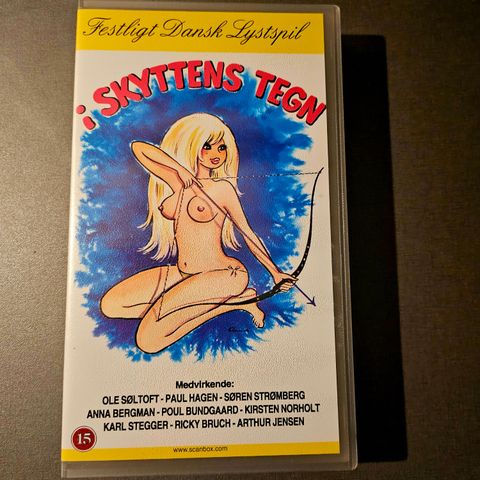 Festligt Dansk Lystspil
i SKYTTENS TEGN
Medvirkende:
OLE SØLTOFT - PAUL HAGEN - SØREN STRØMBERG
ANNA BERGMAN - POUL BUNDGAARD - KIRSTEN NORHOLT
KARL STEGGER - RICKY BRUCH - ARTHUR JENSEN
15
www.scanbox.com